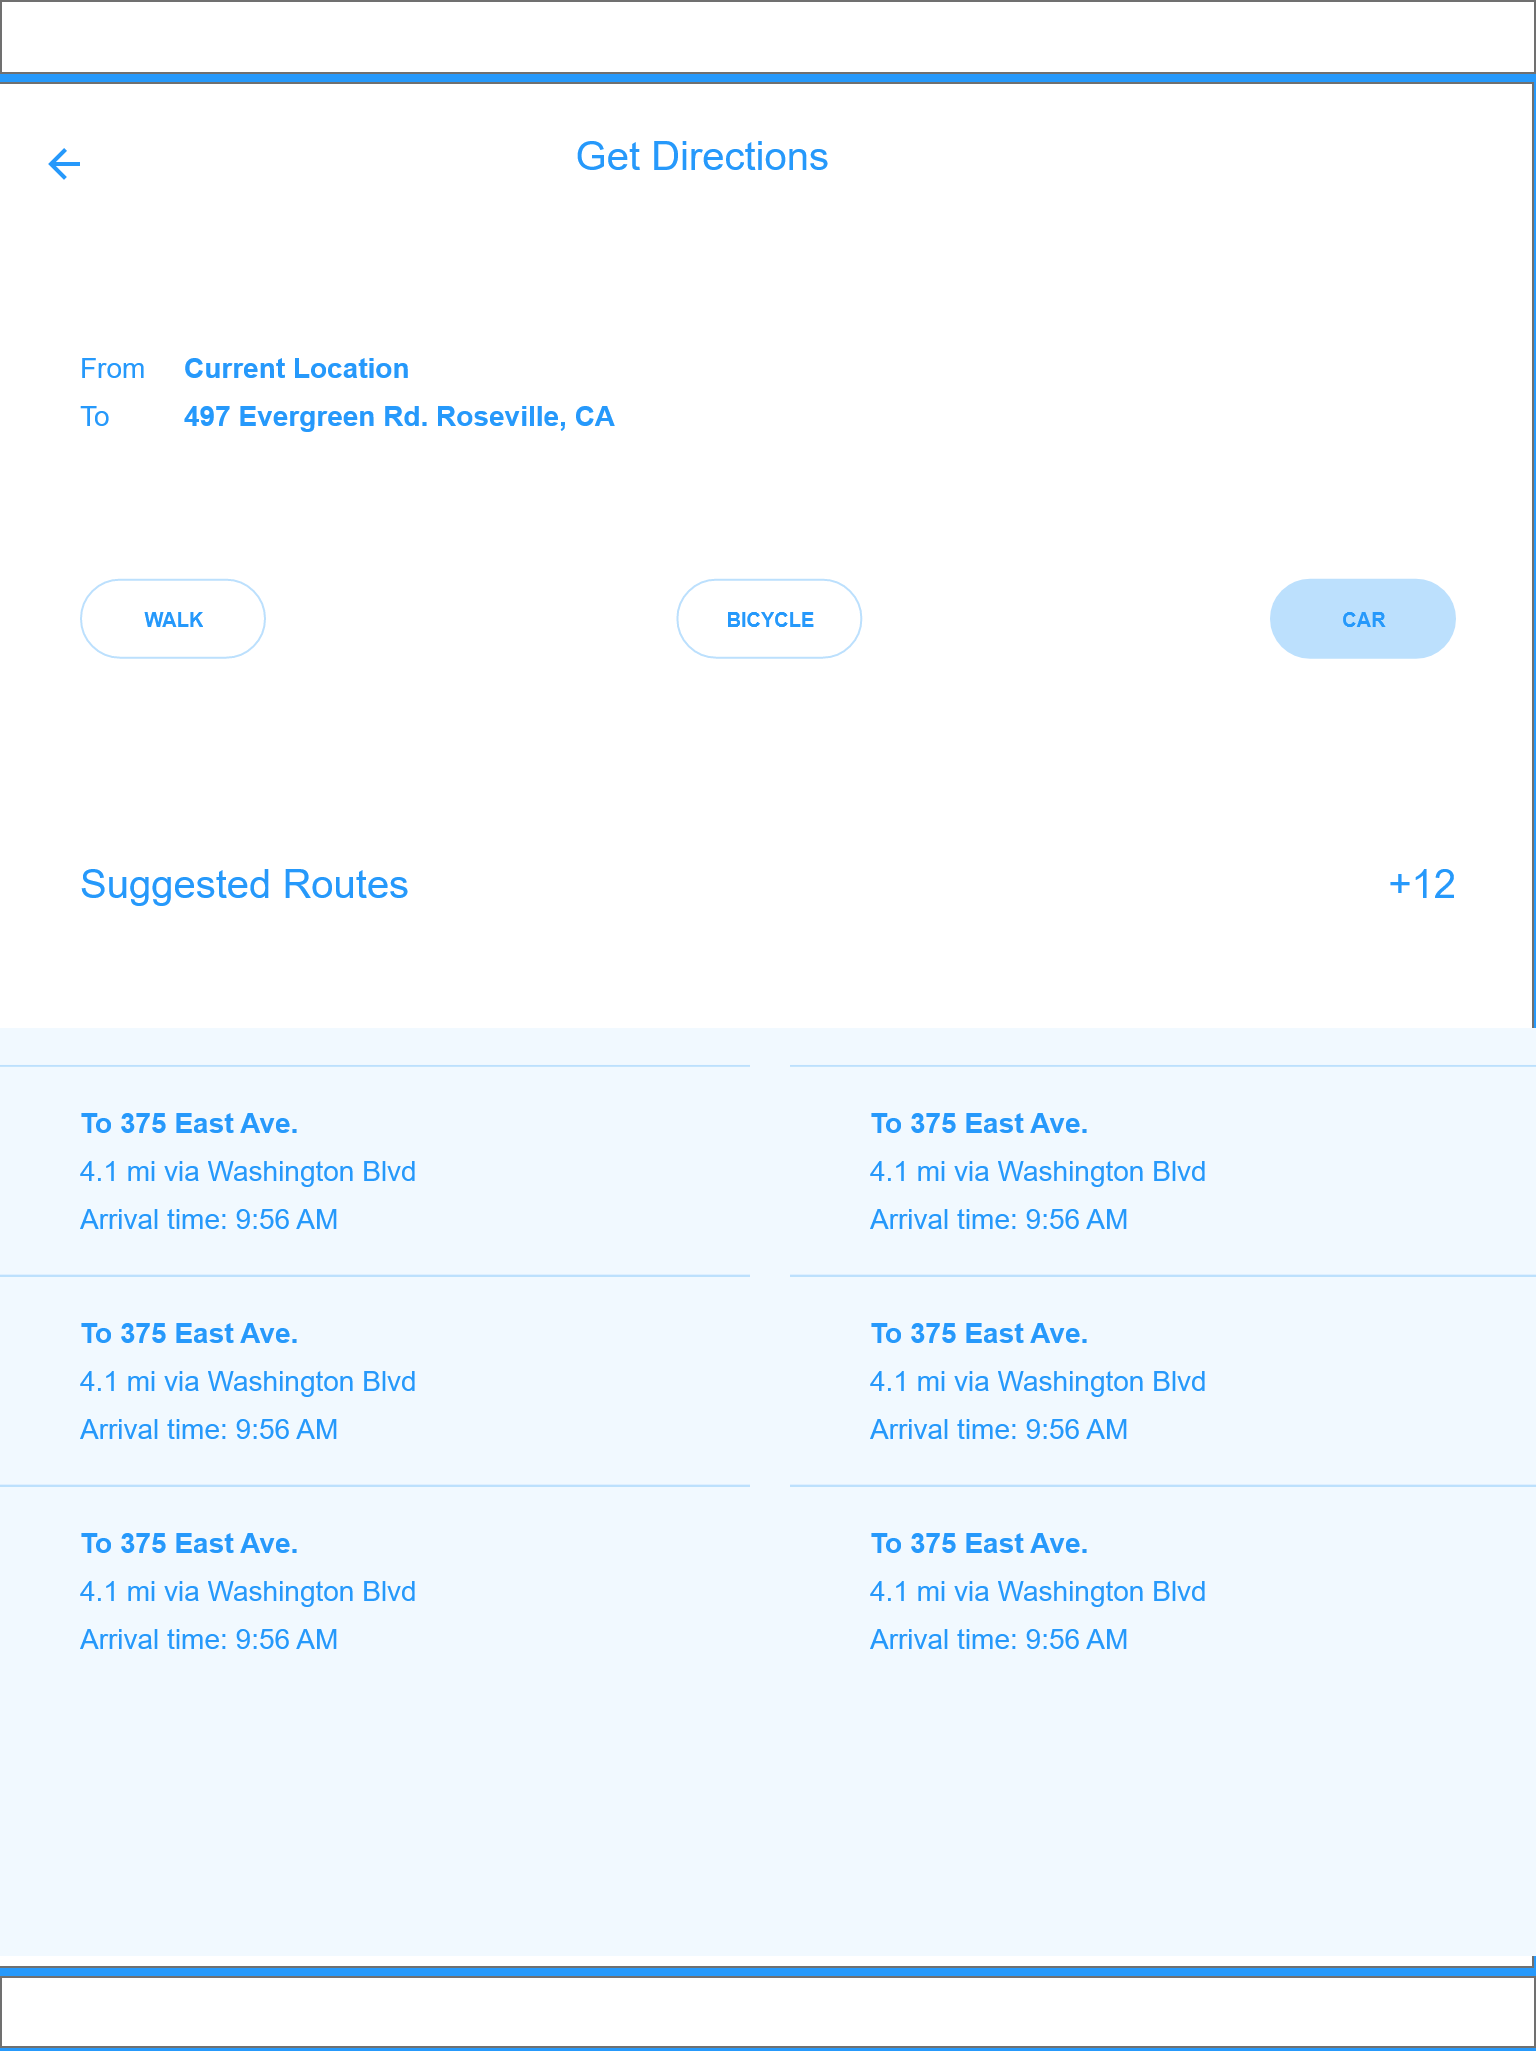 Get Directions
From Current Location
To 497 Evergreen Rd. Roseville, CA
WALK
BICYCLE
CAR
Suggested Routes
+12
To 375 East Ave.
4.1 mi via Washington Blvd
Arrival time: 9:56 AM
To 375 East Ave.
4.1 mi via Washington Blvd
Arrival time: 9:56 AM
To 375 East Ave.
4.1 mi via Washington Blvd
Arrival time: 9:56 AM
To 375 East Ave.
4.1 mi via Washington Blvd
Arrival time: 9:56 AM
To 375 East Ave.
4.1 mi via Washington Blvd
Arrival time: 9:56 AM
To 375 East Ave.
4.1 mi via Washington Blvd
Arrival time: 9:56 AM